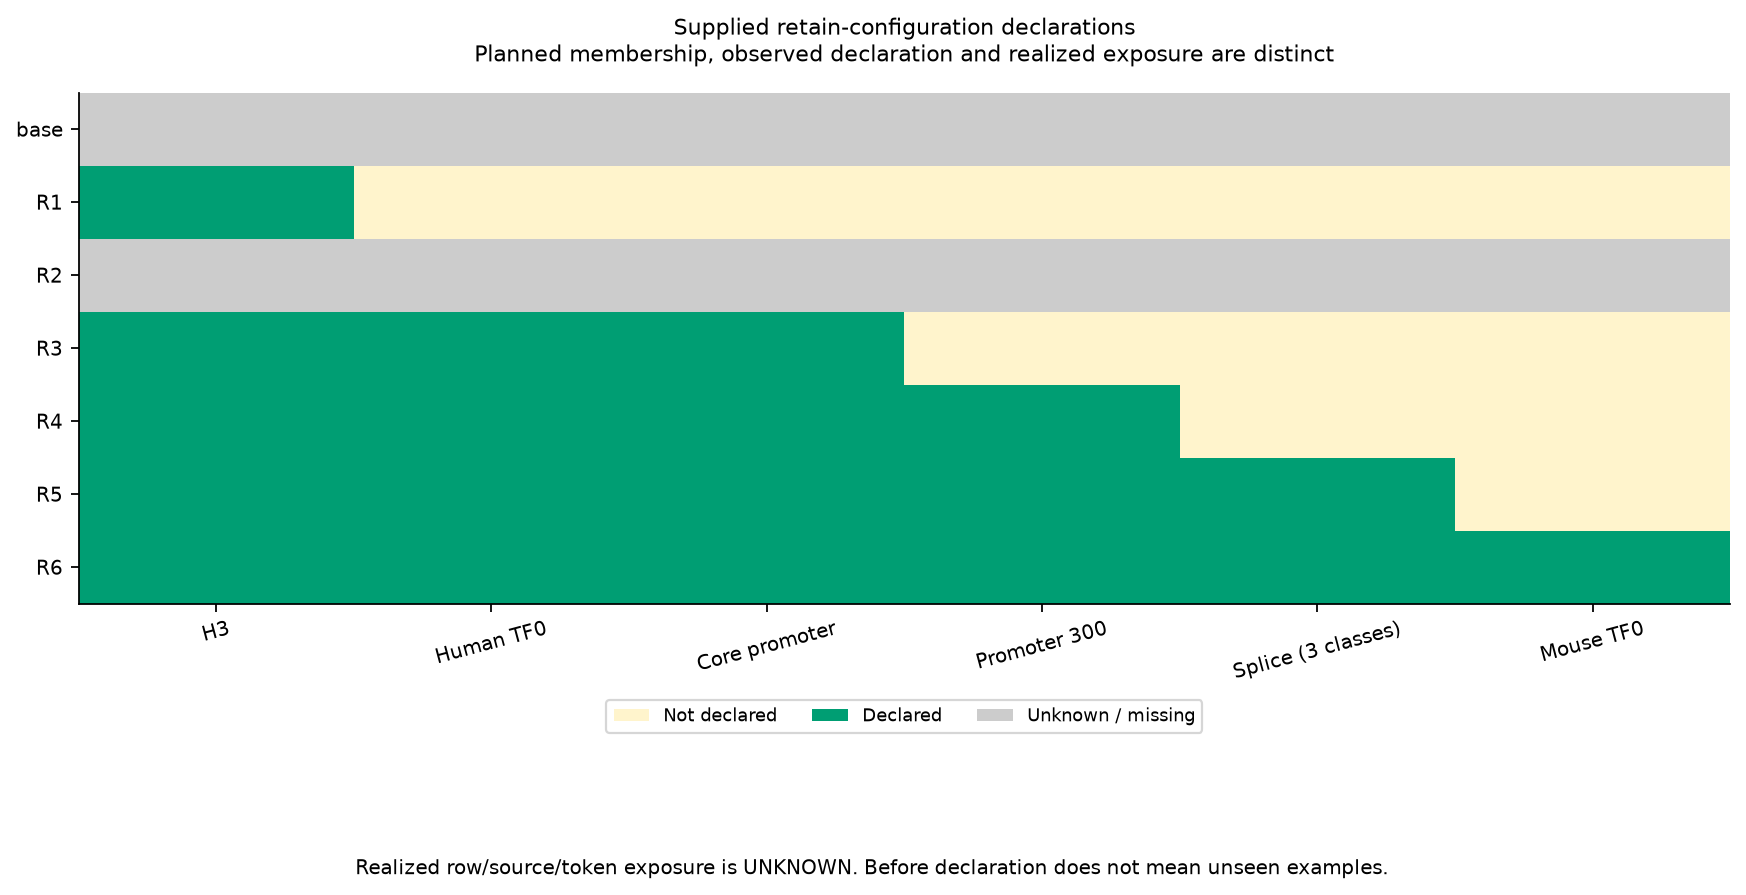 Supplied retain-configuration declarations
Planned membership, observed declaration and realized exposure are distinct
base
R1
R2
R3
R4
R5
R6
H3
Human TF0
Core promoter
Promoter 300
Splice (3 classes)
Mouse TF0
Not declared
Declared
Unknown / missing
Realized row/source/token exposure is UNKNOWN. Before declaration does not mean unseen examples.